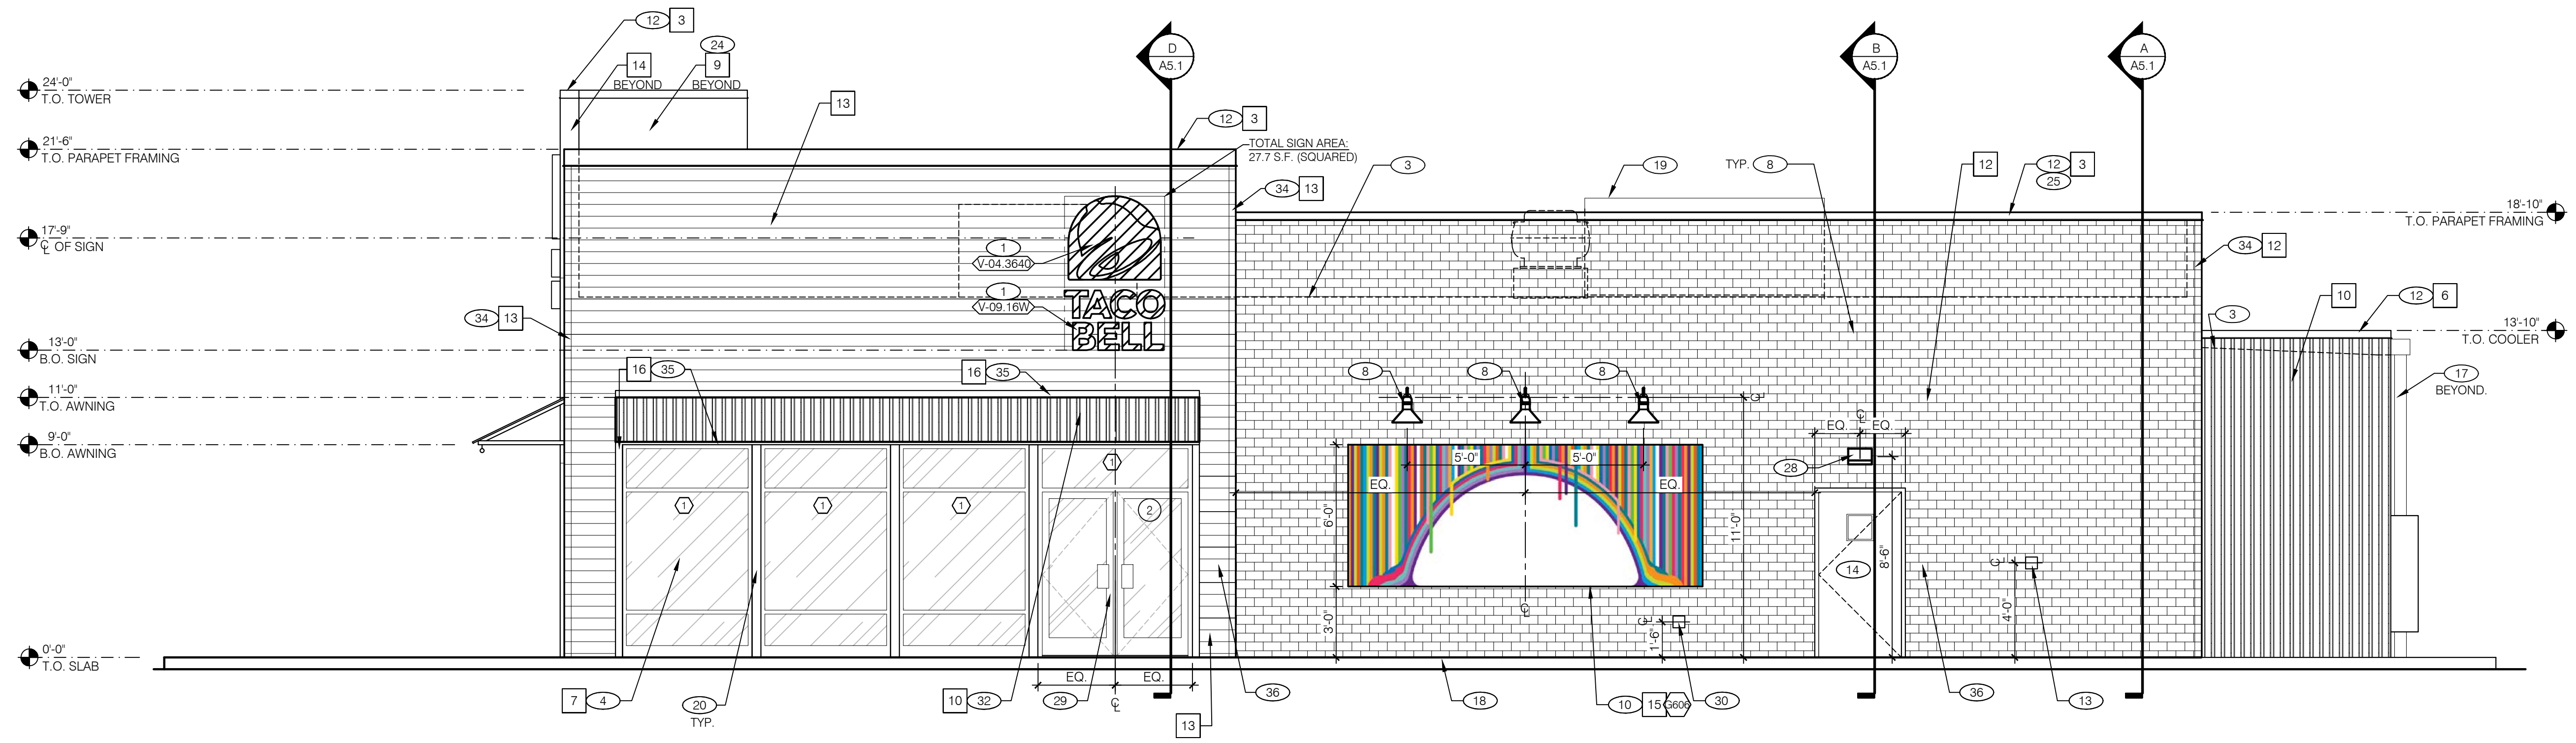 12 3
24
14 9
BEYOND BEYOND
D
A5.1
B
A5.1
A
A5.1
24'-0"
T.O. TOWER
13
12 3
21'-6"
T.O. PARAPET FRAMING
TOTAL SIGN AREA:
27.7 S.F. (SQUARED)
3
19
TYP. 8
12
12 3
25
34 13
18'-10"
T.O. PARAPET FRAMING
17'-9"
℄ OF SIGN
1
V-04.3640
34 12
1
V-09.16W
TACO
BELL
34 13
3
10
12 6
13'-10"
T.O. COOLER
13'-0"
B.O. SIGN
16 35
16 35
8
8
8
17
BEYOND.
11'-0"
T.O. AWNING
℄
℄
EQ. EQ.
9'-0"
B.O. AWNING
1
5'-0" 5'-0"
28
EQ. EQ.
1
1
1
2
6'-0"
11'-0"
8'-6"
14
℄
4'-0"
3'-0"
℄
℄
1'-6"
0'-0"
T.O. SLAB
EQ. EQ.
℄
7 4
20
TYP.
10 32
29
13
36
18
10 15 G606
30
36
13